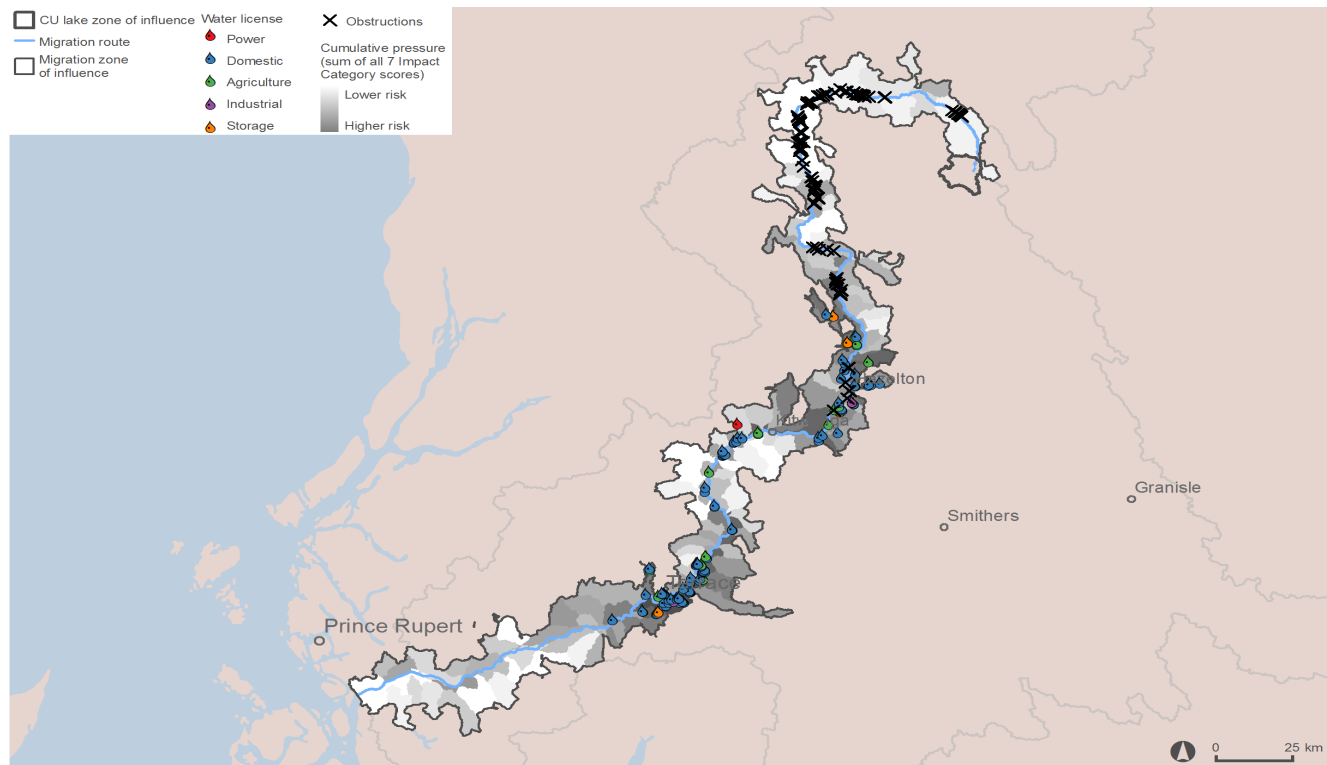 CU lake zone of influence
Migration route
Migration zone
of influence
Water license
Power
Domestic
Agriculture
Industrial
Storage
Obstructions
Cumulative pressure
(sum of all 7 Impact
Category scores)
Lower risk
Higher risk
Prince Rupert
Smithers
Granisle
0 25 km